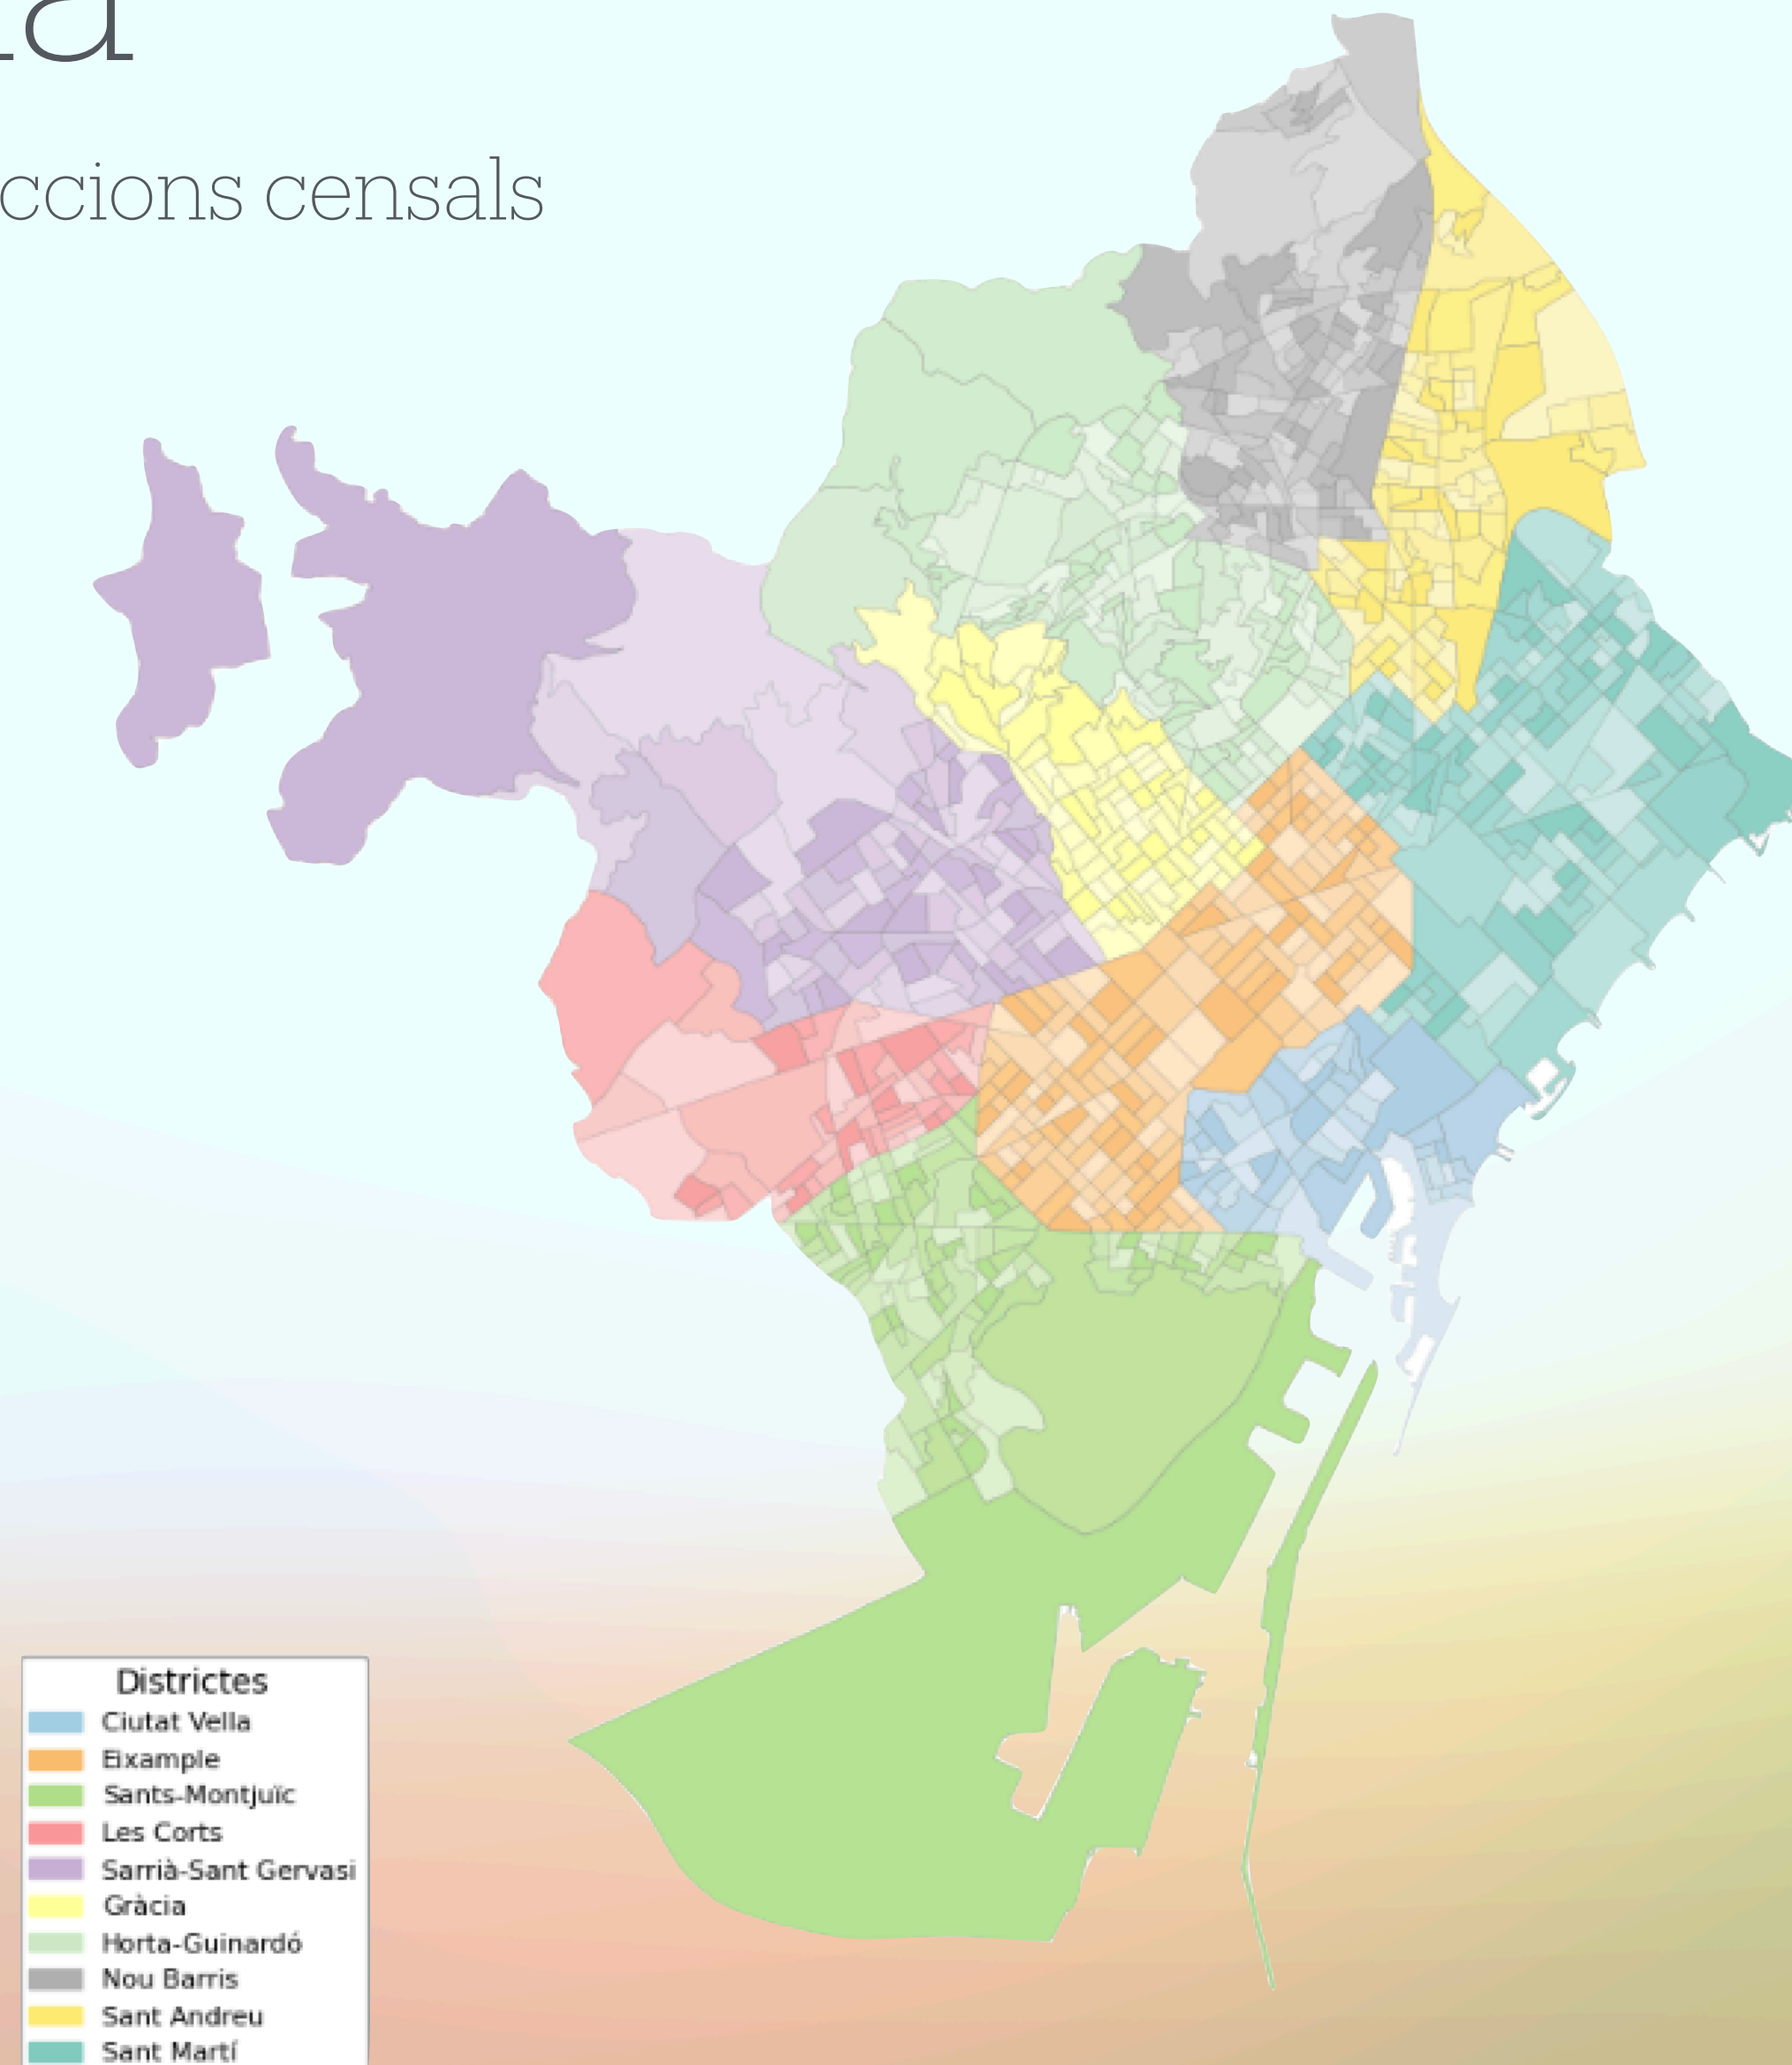 a
ccions censals
Districtes
Ciutat Vella
Eixample
Sants-Montjuïc
Les Corts
Sarrià-Sant Gervasi
Gràcia
Horta-Guinardó
Nou Barris
Sant Andreu
Sant Martí